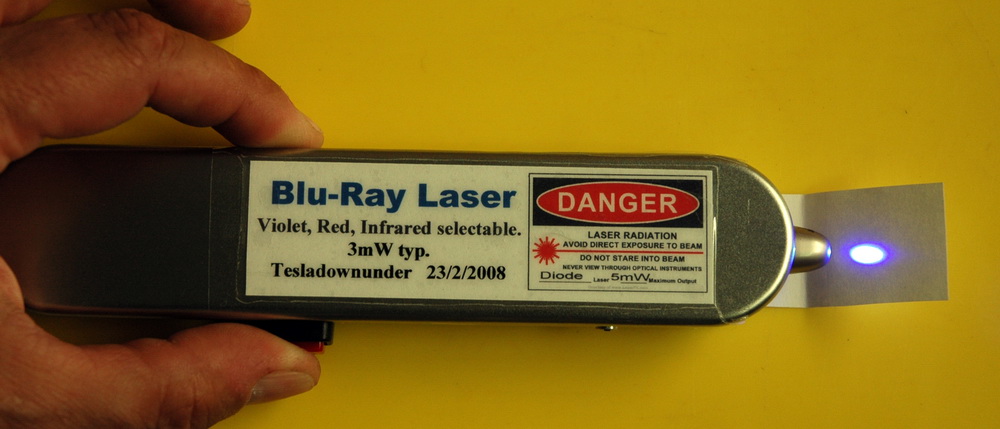 Blu-Ray Laser
Violet, Red, Infrared selectable.
3mW typ.
Tesladownunder 23/2/2008
DANGER
LASER RADIATION
AVOID DIRECT EXPOSURE TO BEAM
DO NOT STARE INTO BEAM
NEVER VIEW THROUGH OPTICAL INSTRUMENTS
Diode Laser 5mW Maximum Output